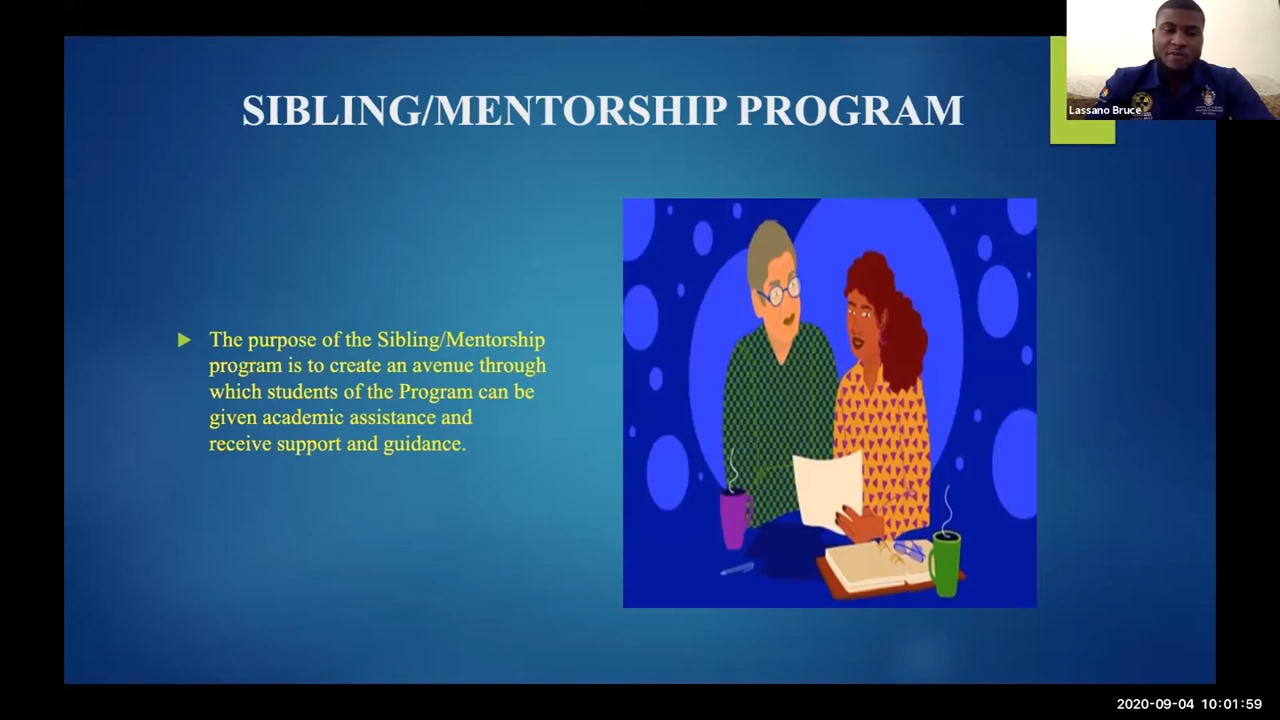 SIBLING/MENTORSHIP PROGRAM
Lassano Bruce
The purpose of the Sibling/Mentorship
program is to create an avenue through
which students of the Program can be
given academic assistance and
receive support and guidance.
2020-09-04 10:01:59